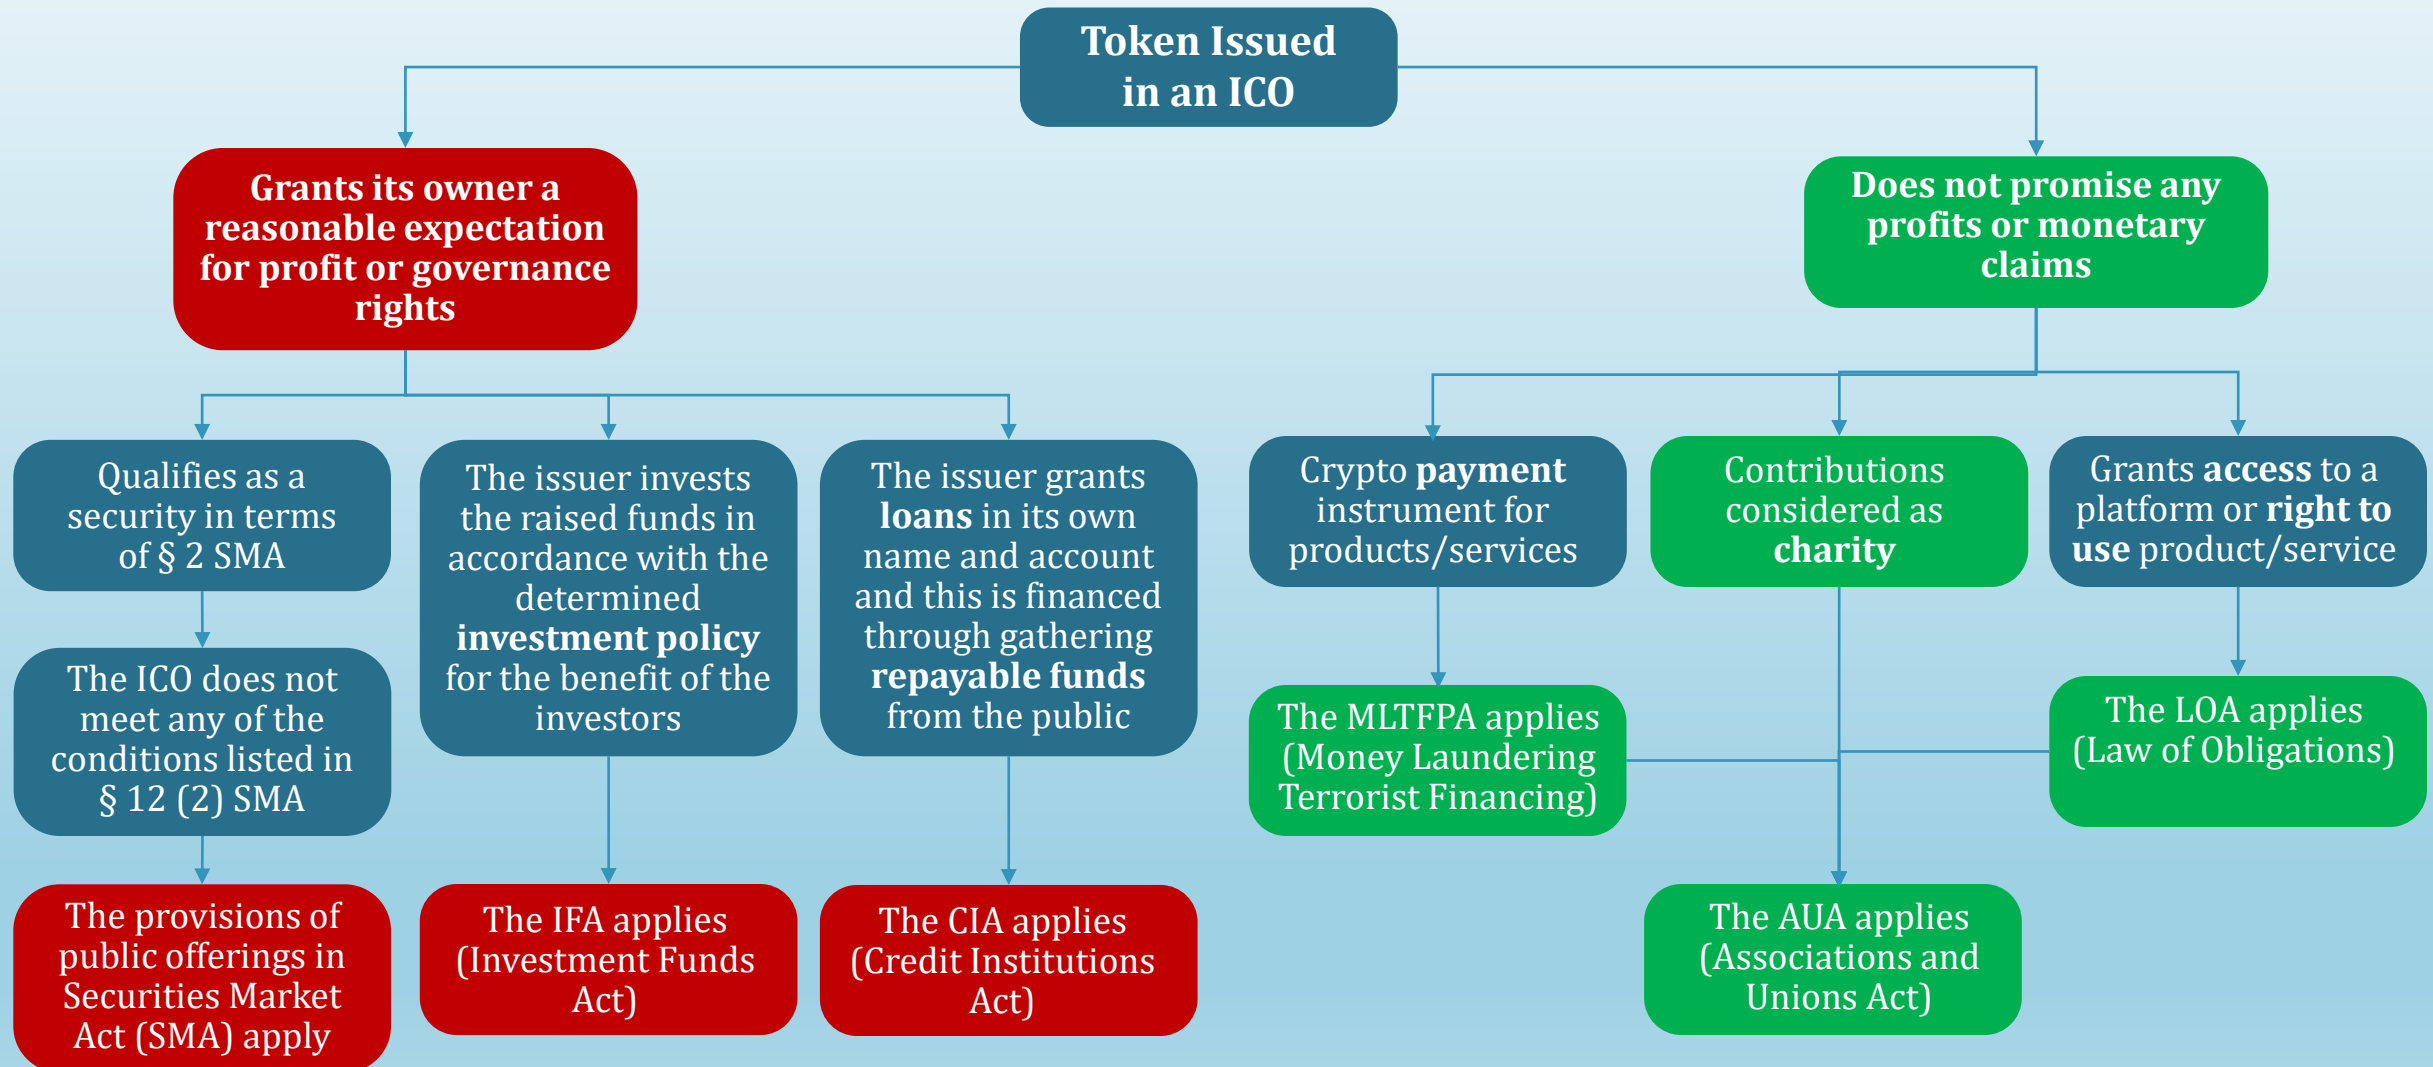 Token Issued
in an ICO
Grants its owner a
reasonable expectation
for profit or governance
rights
Does not promise any
profits or monetary
claims
Qualifies as a
security in terms
of § 2 SMA
The issuer invests
the raised funds in
accordance with the
determined
investment policy
for the benefit of the
investors
The issuer grants
loans in its own
name and account
and this is financed
through gathering
repayable funds
from the public
Crypto payment
instrument for
products/services
Contributions
considered as
charity
Grants access to a
platform or right to
use product/service
The ICO does not
meet any of the
conditions listed in
§ 12 (2) SMA
The MLTFPA applies
(Money Laundering
Terrorist Financing)
The LOA applies
(Law of Obligations)
The provisions of
public offerings in
Securities Market
Act (SMA) apply
The IFA applies
(Investment Funds
Act)
The CIA applies
(Credit Institutions
Act)
The AUA applies
(Associations and
Unions Act)